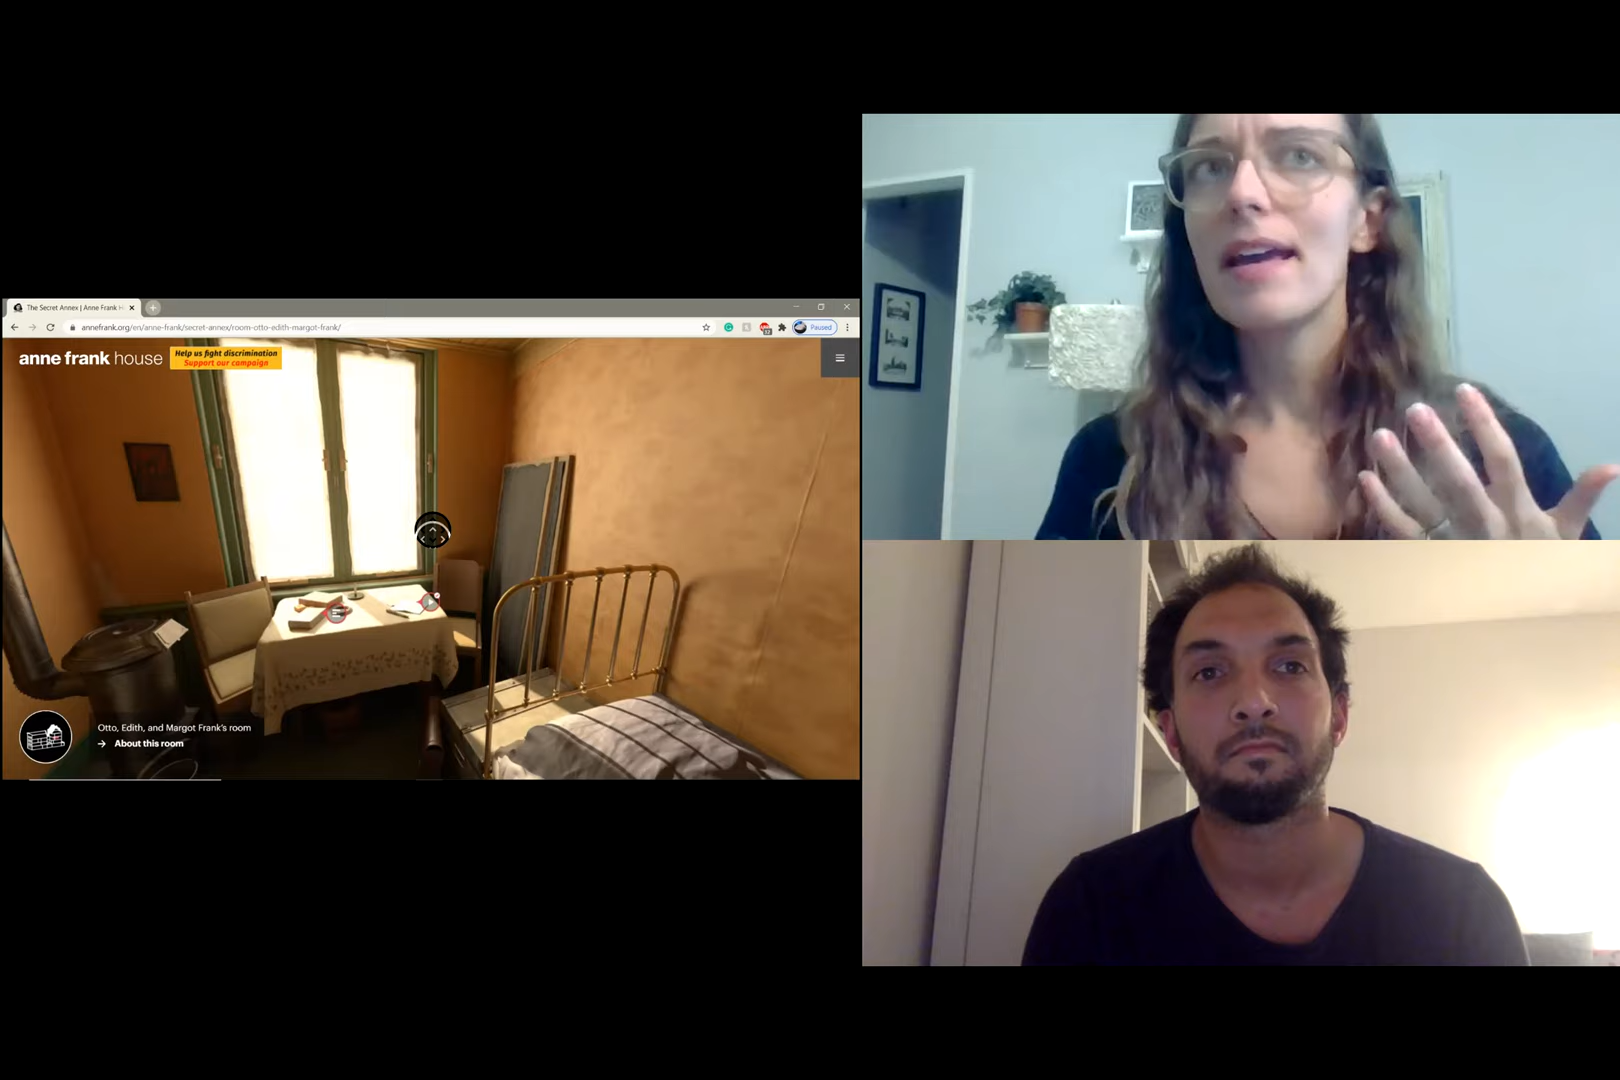 The Secret Annex | Anne Frank H
annefrank.org/en/anne-frank/secret-annex/room-otto-edith-margot-frank/
Paused
anne frank house
Help us fight discrimination
Support our campaign
Otto, Edith, and Margot Frank's room
About this room